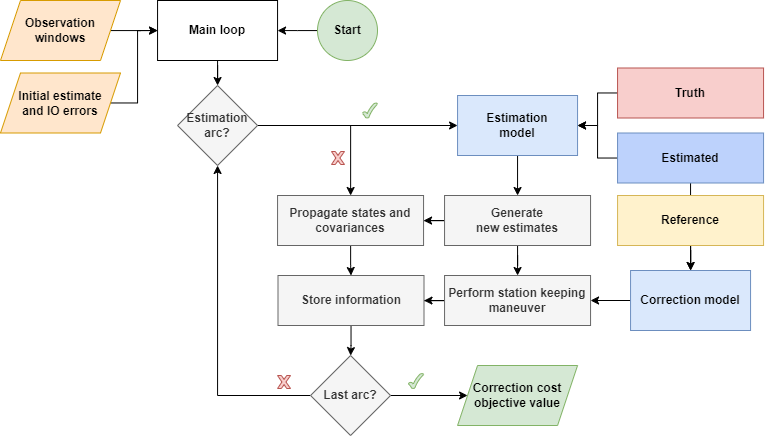 Observation
windows
Main loop
Start
Initial estimate
and IO errors
Estimation
arc?
Estimation
model
Truth
Estimated
Propagate states and
covariances
Generate
new estimates
Reference
Store information
Perform station keeping
maneuver
Correction model
Last arc?
Correction cost
objective value